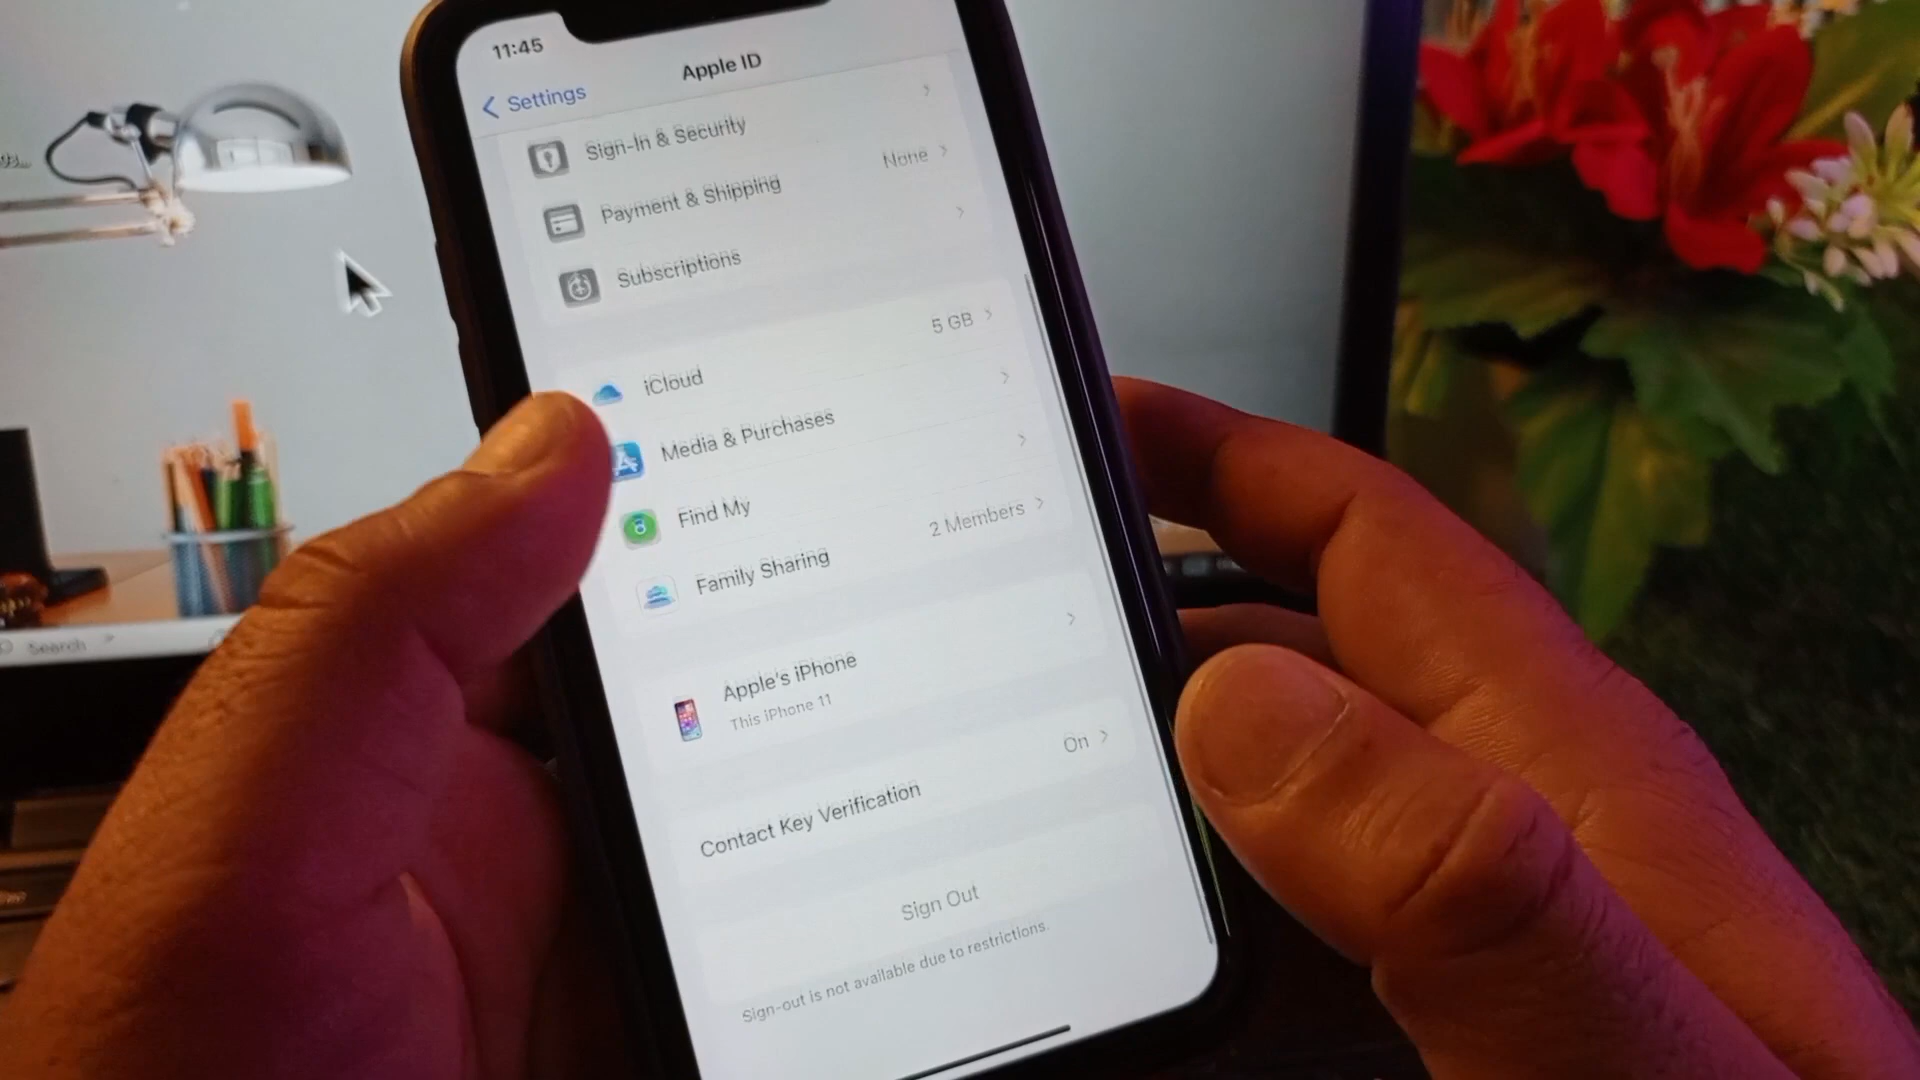 11:45
Apple ID
Settings
Sign-In & Security
Payment & Shipping
None
Subscriptions
iCloud
5 GB
Media & Purchases
Find My
Family Sharing
2 Members
Apple's iPhone
This iPhone 11
Contact Key Verification
On
Sign Out
Sign-out is not available due to restrictions.
Search